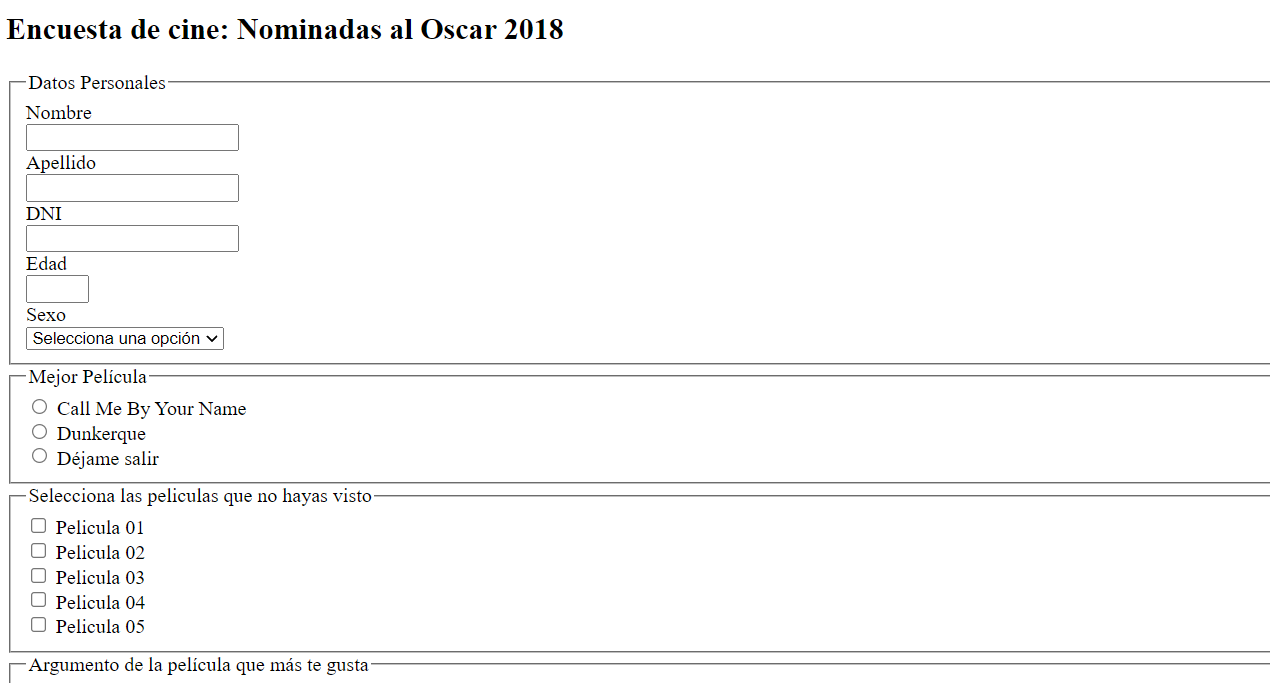 Encuesta de cine: Nominadas al Oscar 2018
Datos Personales
Nombre
Apellido
DNI
Edad
Sexo
Selecciona una opción
Mejor Película
Call Me By Your Name
Dunkerque
Déjame salir
Selecciona las peliculas que no hayas visto
Pelicula 01
Pelicula 02
Pelicula 03
Pelicula 04
Pelicula 05
Argumento de la película que más te gusta